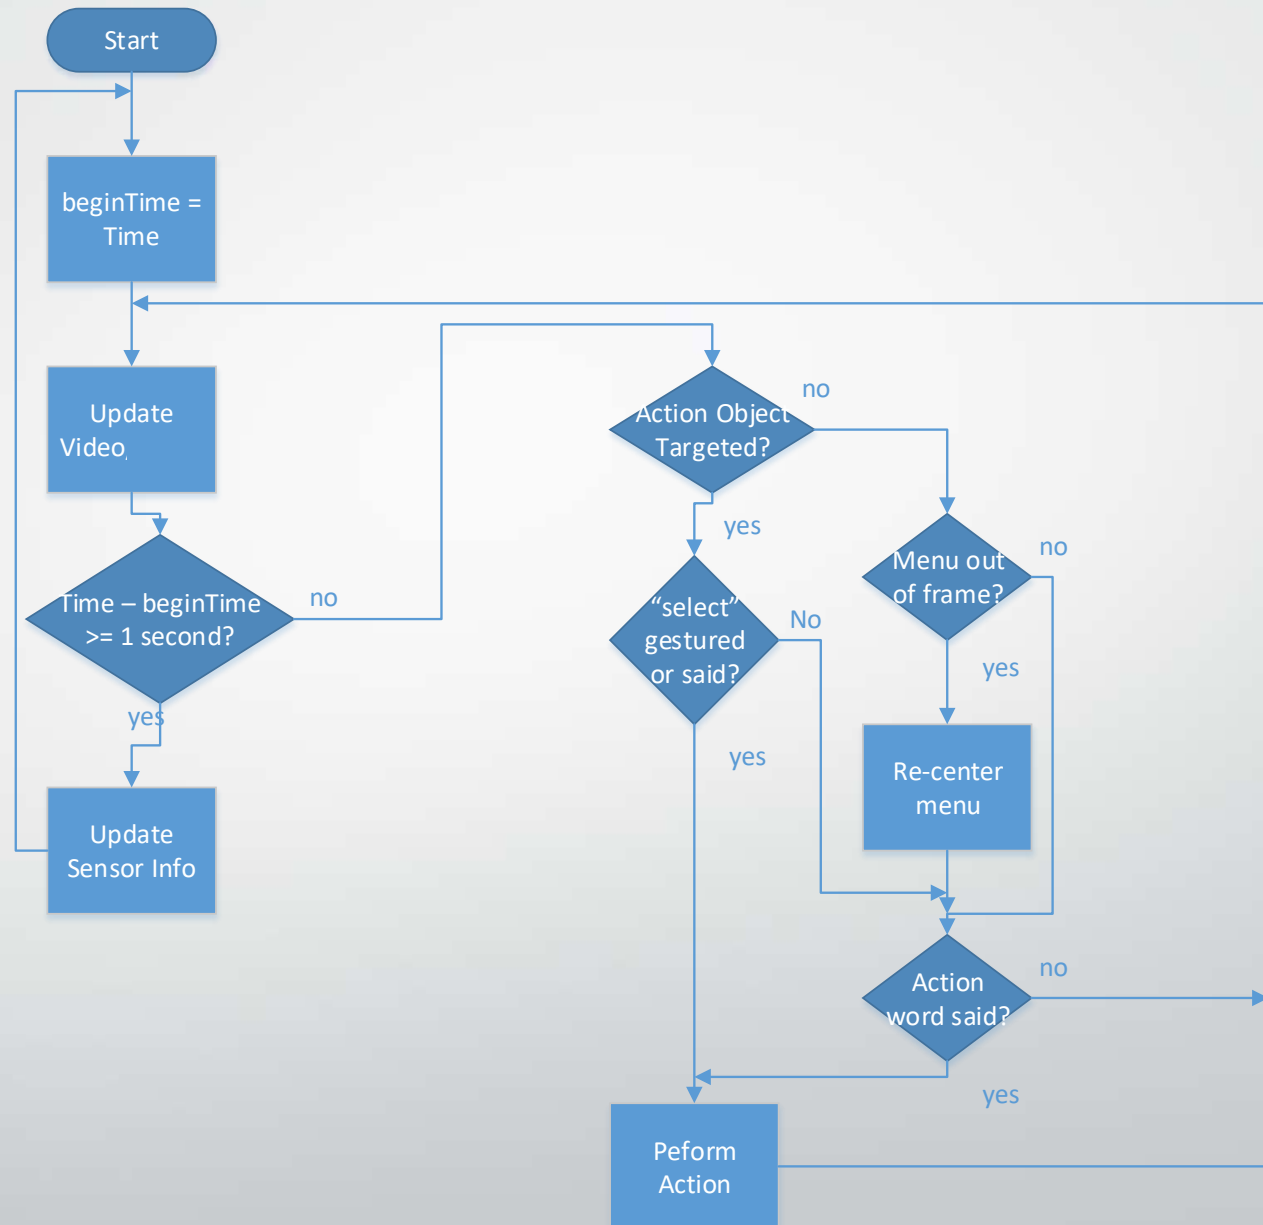 Start
beginTime =
Time
Update
Video,
Time – beginTime
>= 1 second?
no
yes
Update
Sensor Info
Action Object
Targeted?
no
yes
“select”
gestured
or said?
No
yes
Menu out
of frame?
no
yes
Re-center
menu
Action
word said?
no
yes
Peform
Action